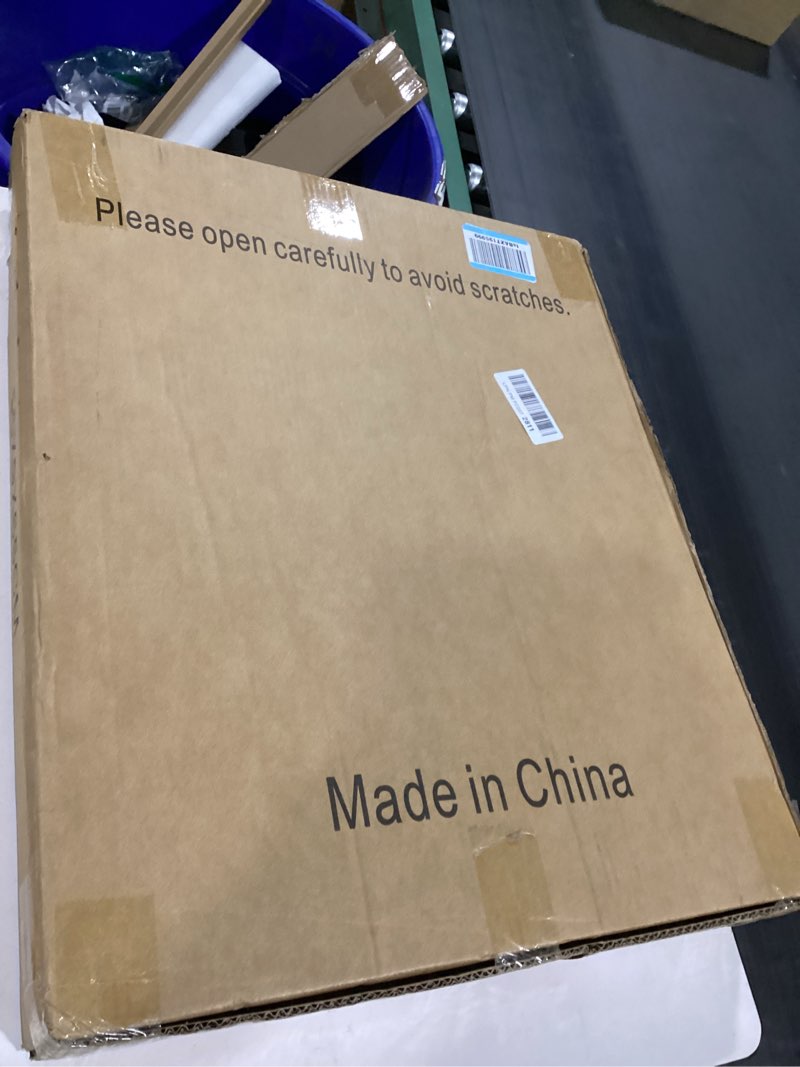 Please open carefully to avoid scratches.
Made in China